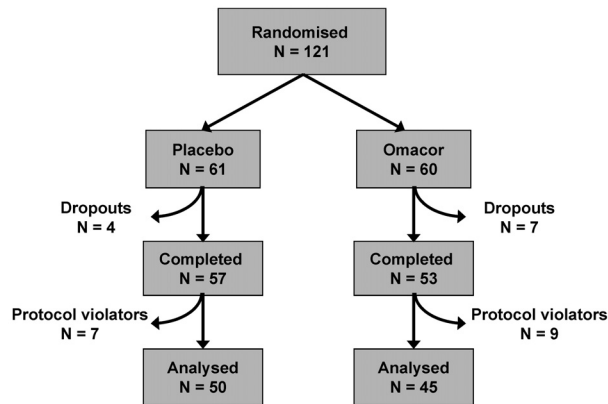 Randomised
N = 121
Placebo
N = 61
Omacor
N = 60
Dropouts
N = 4
Dropouts
N = 7
Completed
N = 57
Completed
N = 53
Protocol violators
N = 7
Protocol violators
N = 9
Analysed
N = 50
Analysed
N = 45